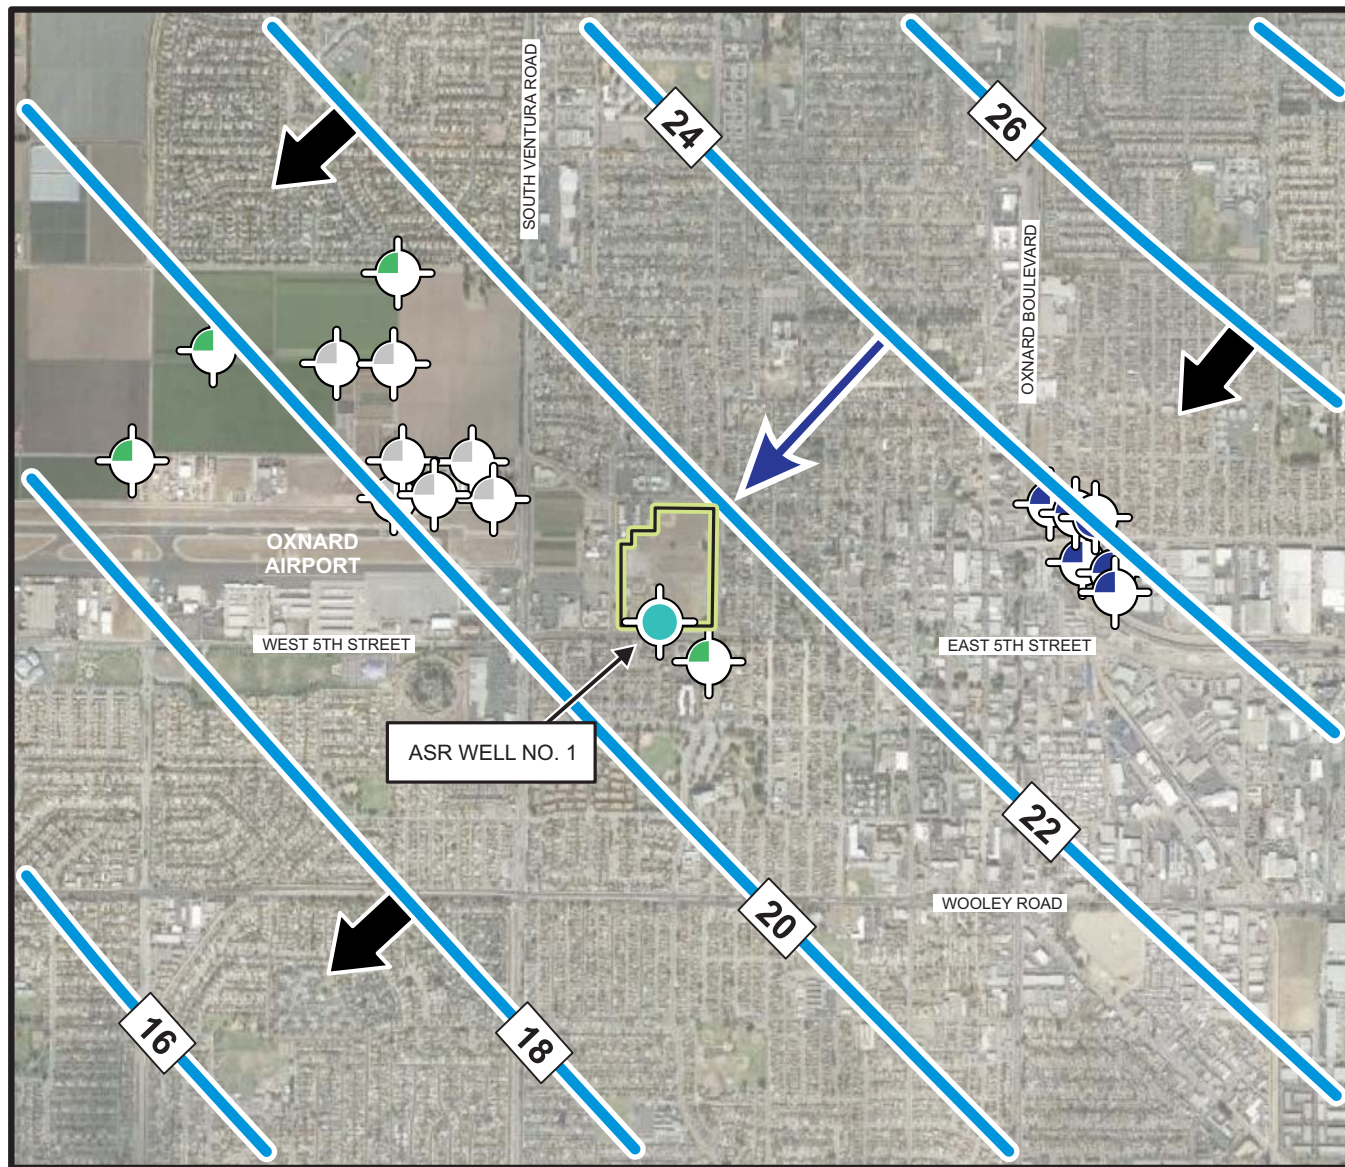 SOUTH VENTURA ROAD
24
26
OXNARD BOULEVARD
OXNARD
AIRPORT
WEST 5TH STREET
EAST 5TH STREET
ASR WELL NO. 1
22
WOOLEY ROAD
20
18
16